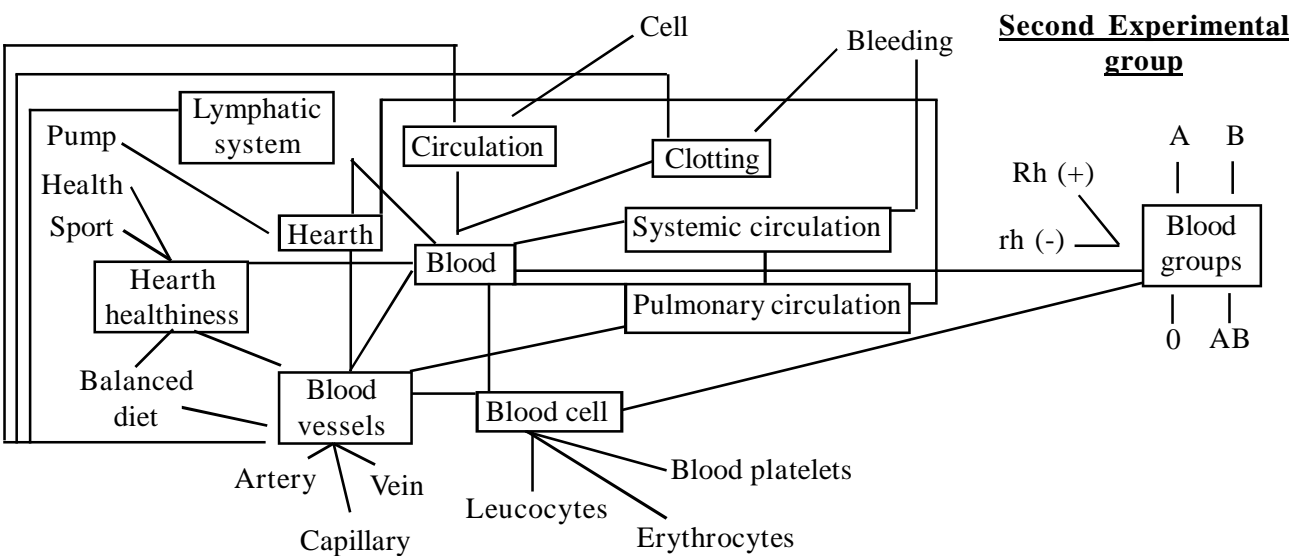 Second Experimental
group
Cell
Bleeding
Lymphatic
system
Pump
Circulation
Clotting
Health
Sport
Hearth
Systemic circulation
Blood
Hearth
healthiness
Pulmonary circulation
A B
Rh (+)
rh (-)
Blood
groups
0 AB
Balanced
diet
Blood
vessels
Blood cell
Artery
Vein
Capillary
Blood platelets
Leucocytes
Erythrocytes